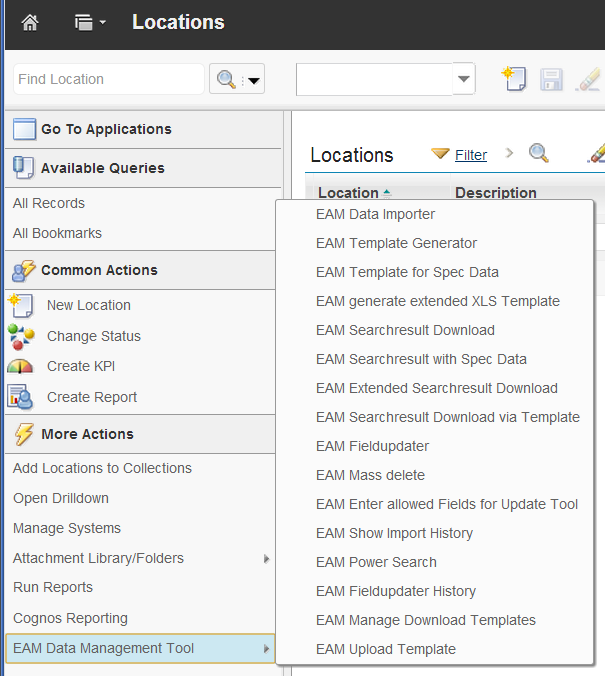 Locations
Find Location
Go To Applications
Available Queries
All Records
All Bookmarks
Common Actions
New Location
Change Status
Create KPI
Create Report
More Actions
Add Locations to Collections
Open Drilldown
Manage Systems
Attachment Library/Folders
Run Reports
Cognos Reporting
EAM Data Management Tool
Locations
Filter
Location
Description
EAM Data Importer
EAM Template Generator
EAM Template for Spec Data
EAM generate extended XLS Template
EAM Searchresult Download
EAM Searchresult with Spec Data
EAM Extended Searchresult Download
EAM Searchresult Download via Template
EAM Fieldupdater
EAM Mass delete
EAM Enter allowed Fields for Update Tool
EAM Show Import History
EAM Power Search
EAM Fieldupdater History
EAM Manage Download Templates
EAM Upload Template